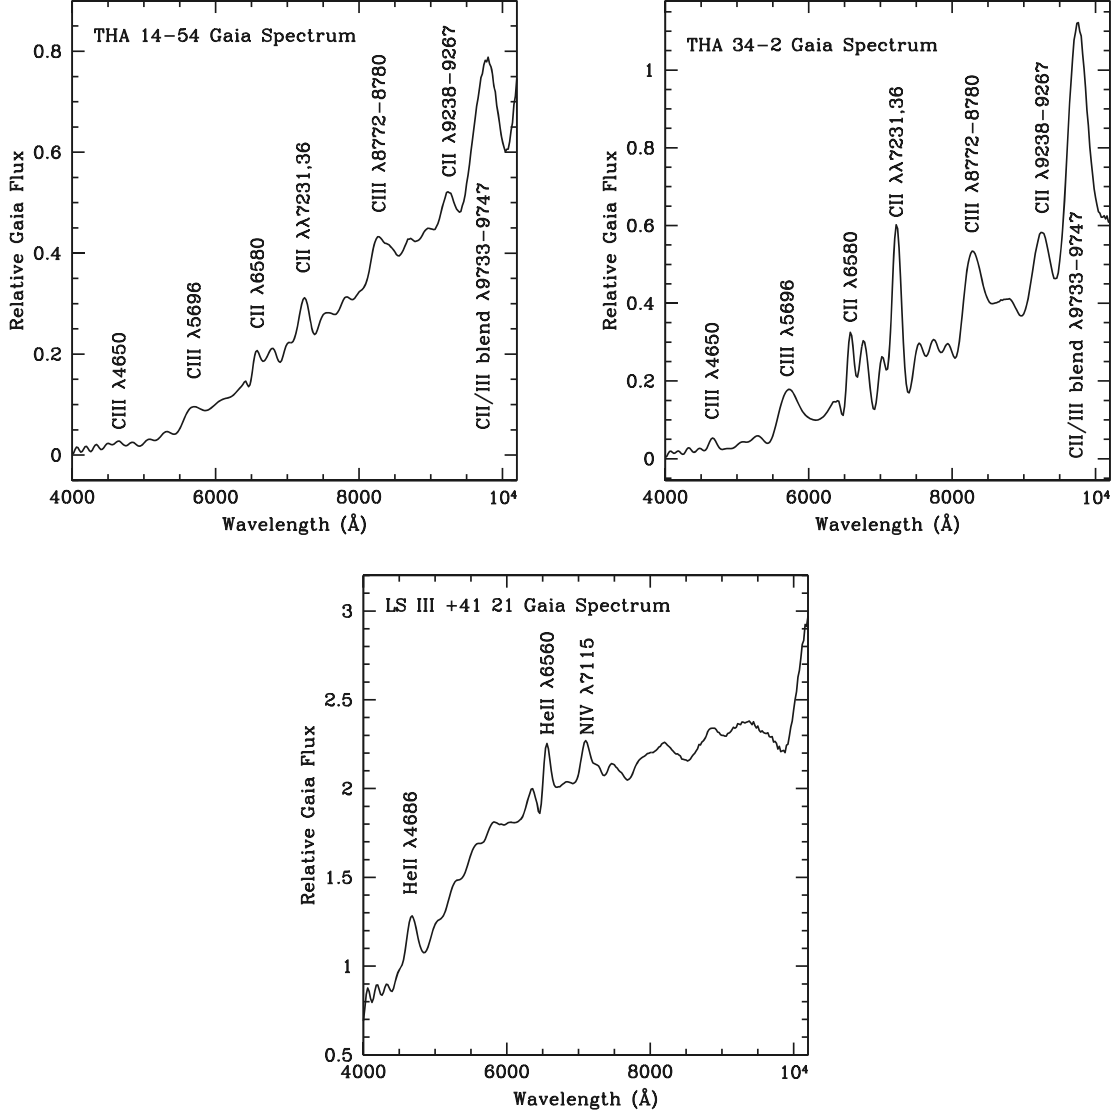 THA 14-54 Gaia Spectrum
CIII λ4650
CIII λ5696
CII λ6580
CII λλ7231,36
CIII λ8772-8780
CII λ9238-9267
CII/III blend λ9733-9747
0.8
0.6
0.4
0.2
0
Relative Gaia Flux
4000 6000 8000 10⁴
Wavelength (Å)
THA 34-2 Gaia Spectrum
CIII λ4650
CIII λ5696
CII λ6580
CII λλ7231,36
CIII λ8772-8780
CII λ9238-9267
CII/III blend λ9733-9747
1
0.8
0.6
0.4
0.2
0
Relative Gaia Flux
4000 6000 8000 10⁴
Wavelength (Å)
LS III +41 21 Gaia Spectrum
HeII λ4686
HeII λ6560
NIV λ7115
3
2.5
2
1.5
1
0.5
Relative Gaia Flux
4000 6000 8000 10⁴
Wavelength (Å)